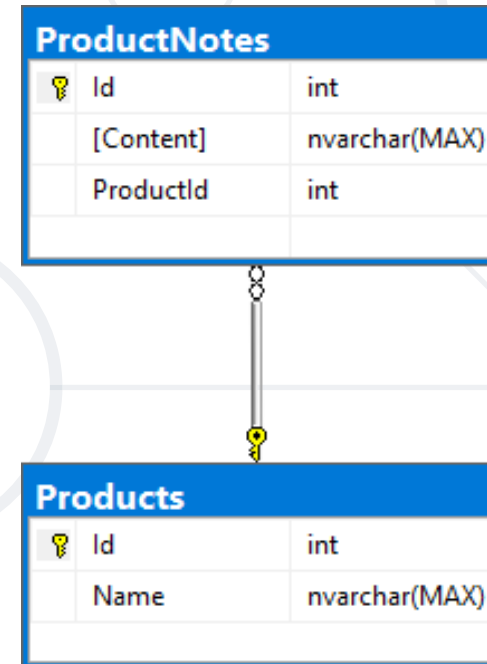 ProductNotes
Id int
[Content] nvarchar(MAX)
ProductId int
Products
Id int
Name nvarchar(MAX)